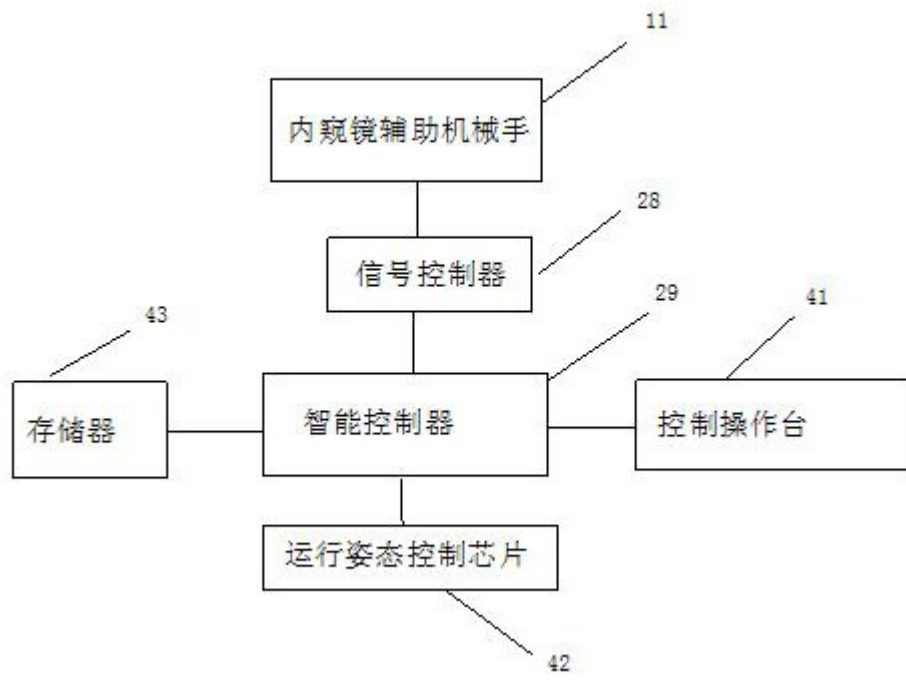 11
内窥镜辅助机械手
28
信号控制器
43
29
41
存储器
智能控制器
控制操作台
运行姿态控制芯片
42